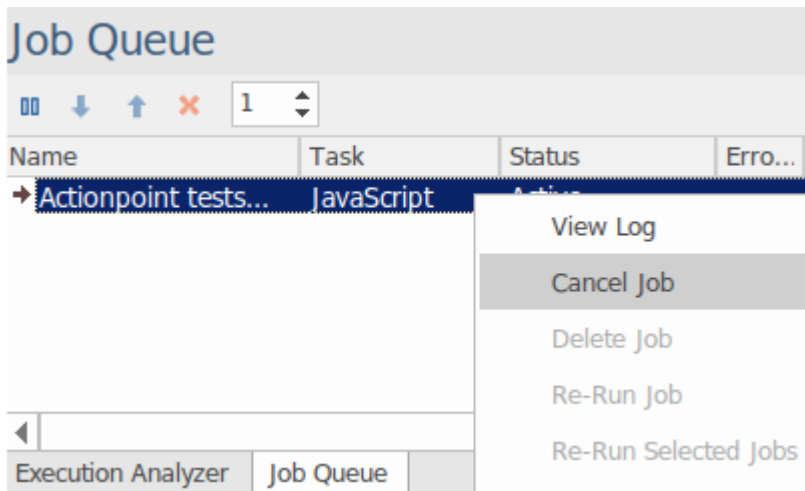 Job Queue
1
Name Task Status Erro...
Actionpoint tests... JavaScript Active
View Log
Cancel Job
Delete Job
Re-Run Job
Re-Run Selected Jobs
Execution Analyzer Job Queue